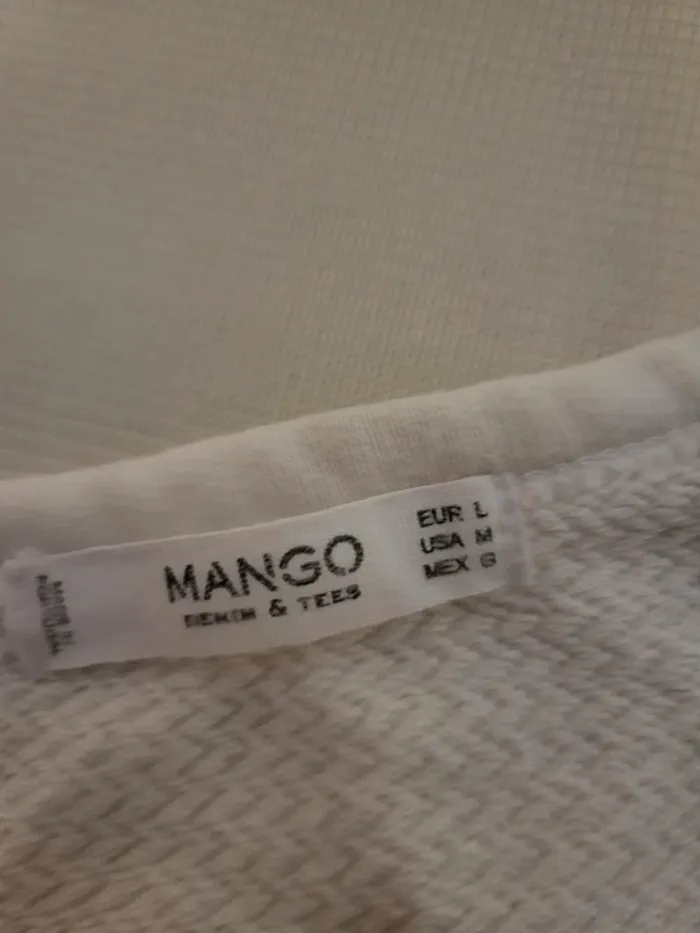 MANGO
DENIM & TEES
EUR L
USA M
MEX G